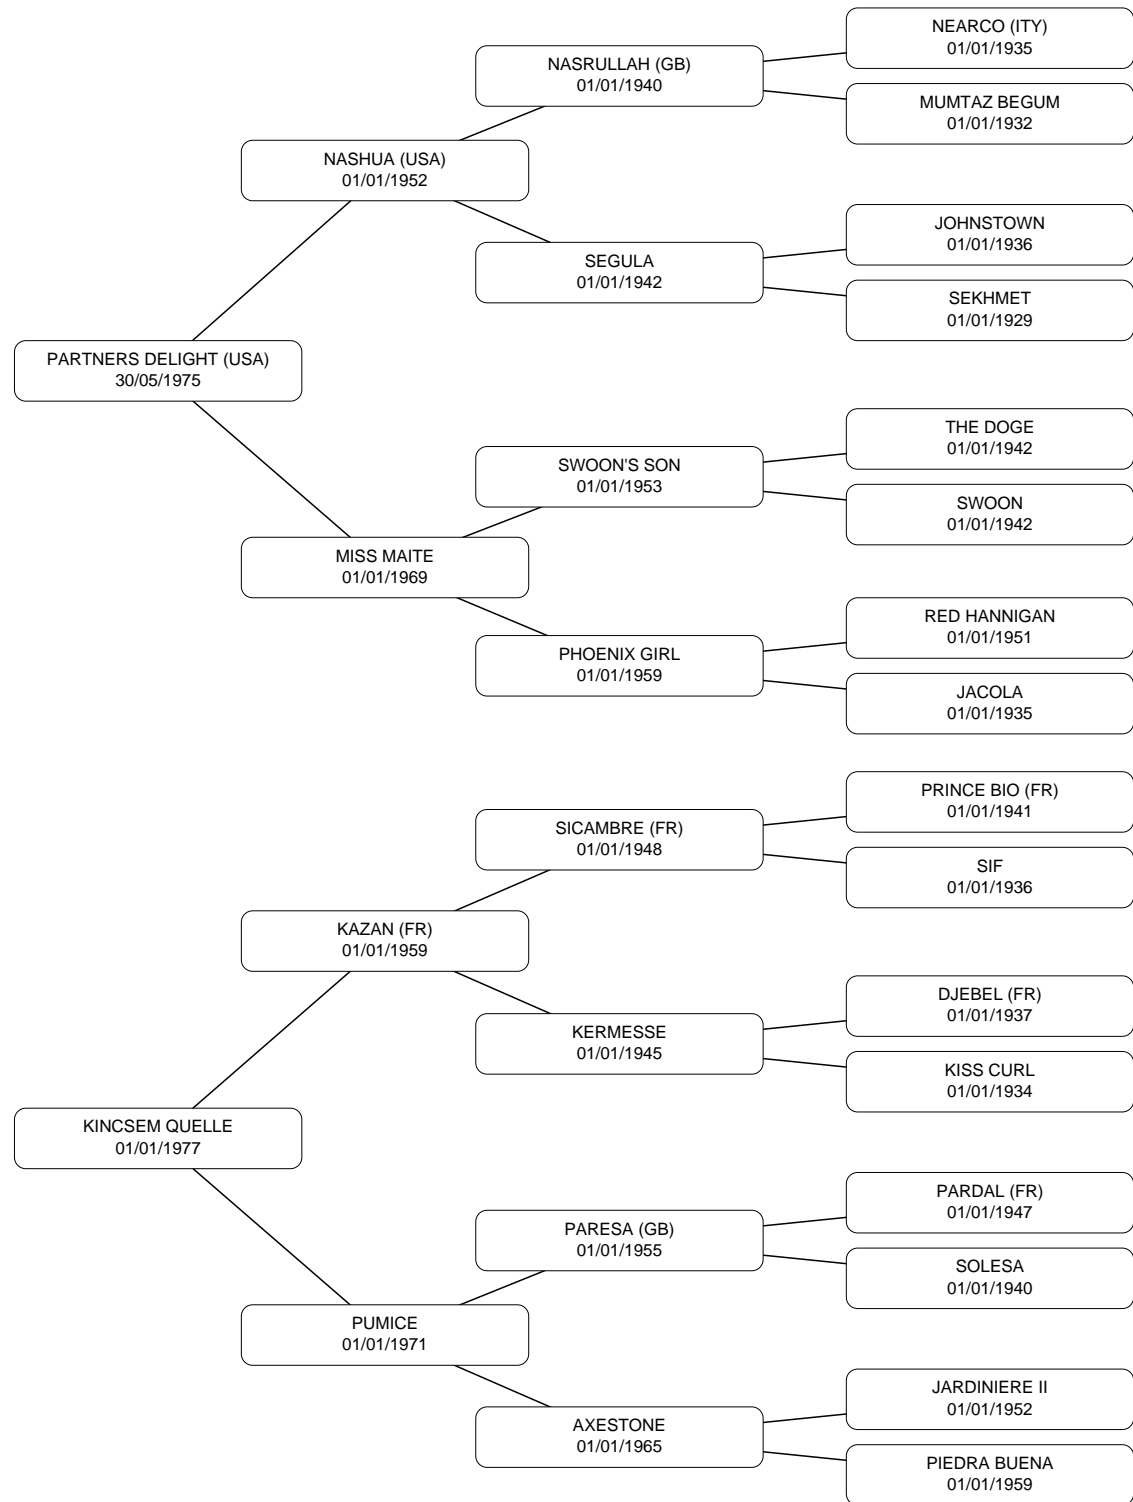 NEARCO (ITY)
01/01/1935
NASRULLAH (GB)
01/01/1940
MUMTAZ BEGUM
01/01/1932
NASHUA (USA)
01/01/1952
JOHNSTOWN
01/01/1936
SEGULA
01/01/1942
SEKHMET
01/01/1929
PARTNERS DELIGHT (USA)
30/05/1975
THE DOGE
01/01/1942
SWOON'S SON
01/01/1953
SWOON
01/01/1942
MISS MAITE
01/01/1969
RED HANNIGAN
01/01/1951
PHOENIX GIRL
01/01/1959
JACOLA
01/01/1935
PRINCE BIO (FR)
01/01/1941
SICAMBRE (FR)
01/01/1948
SIF
01/01/1936
KAZAN (FR)
01/01/1959
DJEBEL (FR)
01/01/1937
KERMESSE
01/01/1945
KISS CURL
01/01/1934
KINCSEM QUELLE
01/01/1977
PARDAL (FR)
01/01/1947
PARESA (GB)
01/01/1955
SOLESA
01/01/1940
PUMICE
01/01/1971
JARDINIERE II
01/01/1952
AXESTONE
01/01/1965
PIEDRA BUENA
01/01/1959